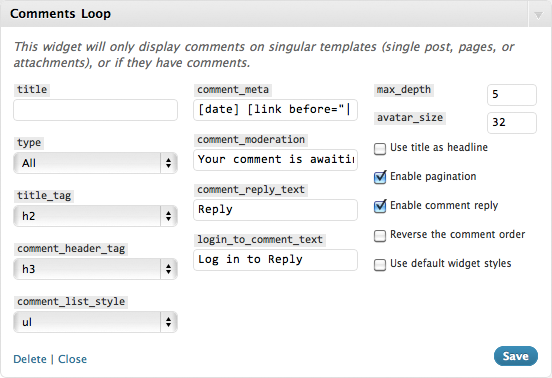 Comments Loop
This widget will only display comments on singular templates (single post, pages, or
attachments), or if they have comments.
title
type
All
title_tag
h2
comment_header_tag
h3
comment_list_style
ul
comment_meta
[date] [link before="|
comment_moderation
Your comment is awaitin
comment_reply_text
Reply
login_to_comment_text
Log in to Reply
max_depth
5
avatar_size
32
Use title as headline
Enable pagination
Enable comment reply
Reverse the comment order
Use default widget styles
Delete | Close
Save